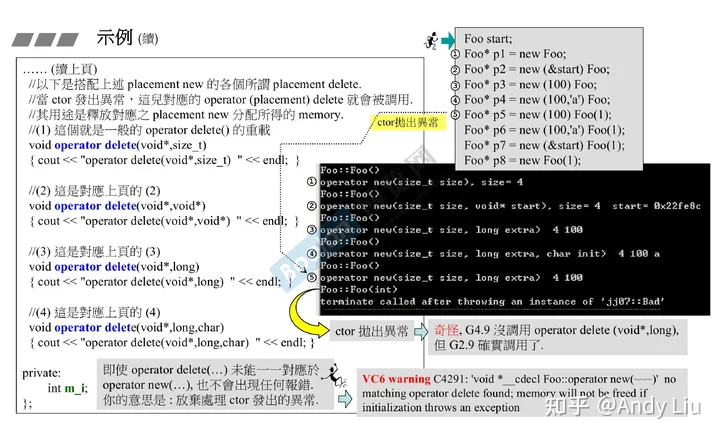 示例 (續)
…… (續上頁)
//以下是搭配上述 placement new 的各個所謂 placement delete.
//當 ctor 發出異常，這兒對應的 operator (placement) delete 就會被調用.
//其用途是釋放對應之 placement new 分配所得的 memory.
//(1) 這個就是一般的 operator delete() 的重載
void operator delete(void*,size_t)
{ cout << "operator delete(void*,size_t) " << endl; }
//(2) 這是對應上頁的 (2)
void operator delete(void*,void*)
{ cout << "operator delete(void*,void*) " << endl; }
//(3) 這是對應上頁的 (3)
void operator delete(void*,long)
{ cout << "operator delete(void*,long) " << endl; }
//(4) 這是對應上頁的 (4)
void operator delete(void*,long,char)
{ cout << "operator delete(void*,long,char) " << endl; }
private:
int m_i;
};
Foo start;
① Foo* p1 = new Foo;
② Foo* p2 = new (&start) Foo;
③ Foo* p3 = new (100) Foo;
④ Foo* p4 = new (100,'a') Foo;
⑤ Foo* p5 = new (100) Foo(1);
Foo* p6 = new (100,'a') Foo(1);
Foo* p7 = new (&start) Foo(1);
Foo* p8 = new Foo(1);
ctor拋出異常
Foo::Foo()
① operator new(size_t size), size= 4
Foo::Foo()
② operator new(size_t size, void* start), size= 4 start= 0x22fe8c
Foo::Foo()
③ operator new(size_t size, long extra) 4 100
Foo::Foo()
④ operator new(size_t size, long extra, char init) 4 100 a
Foo::Foo()
⑤ operator new(size_t size, long extra) 4 100
Foo::Foo(int)
terminate called after throwing an instance of 'jj07::Bad'
ctor 拋出異常
奇怪, G4.9 沒調用 operator delete (void*,long),
但 G2.9 確實調用了.
即使 operator delete(…) 未能一一對應於
operator new(…), 也不會出現任何報錯.
你的意思是 : 放棄處理 ctor 發出的異常.
VC6 warning C4291: 'void *__cdecl Foo::operator new(~~~)' no
matching operator delete found; memory will not be freed if
initialization throws an exception
知乎 @Andy Liu